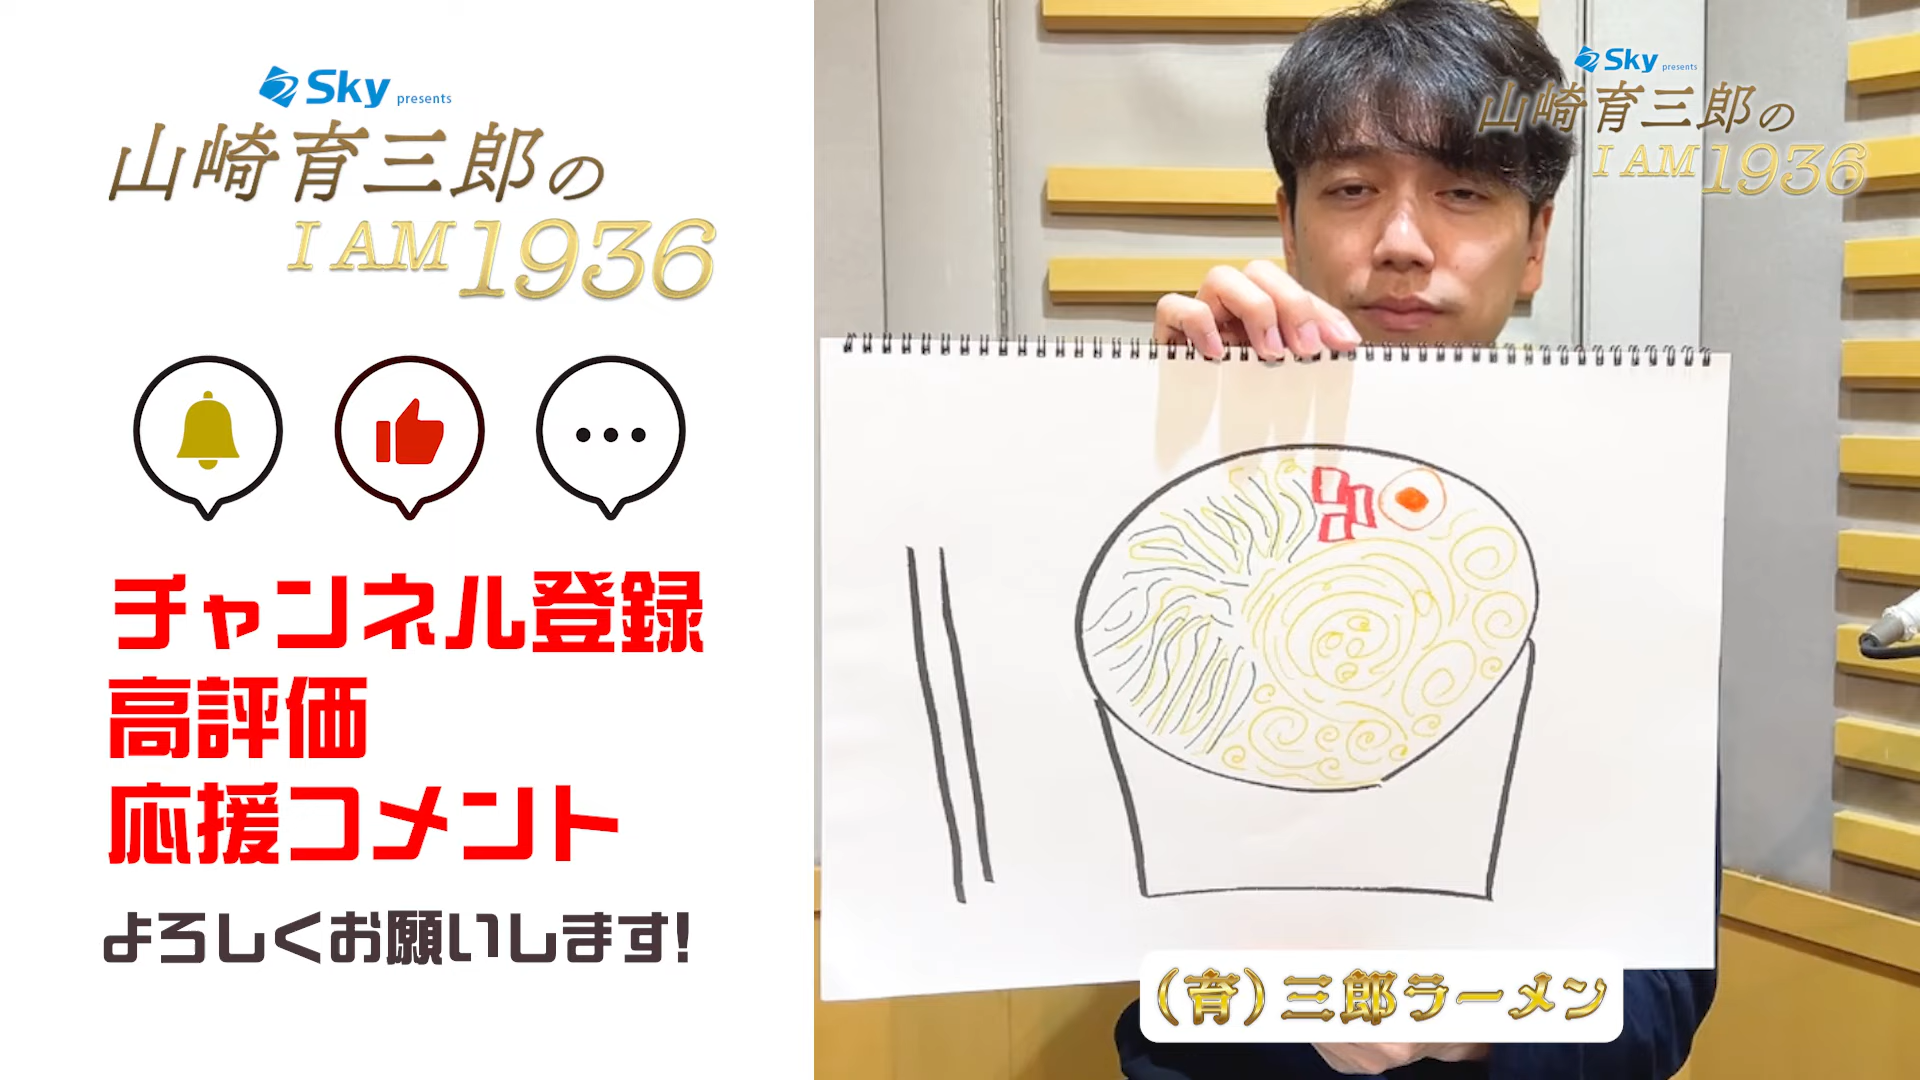 Sky presents
山崎育三郎の
I AM 1936
チャンネル登録
高評価
応援コメント
よろしくお願いします!
Sky presents
山崎育三郎の
I AM 1936
(育)三郎ラーメン